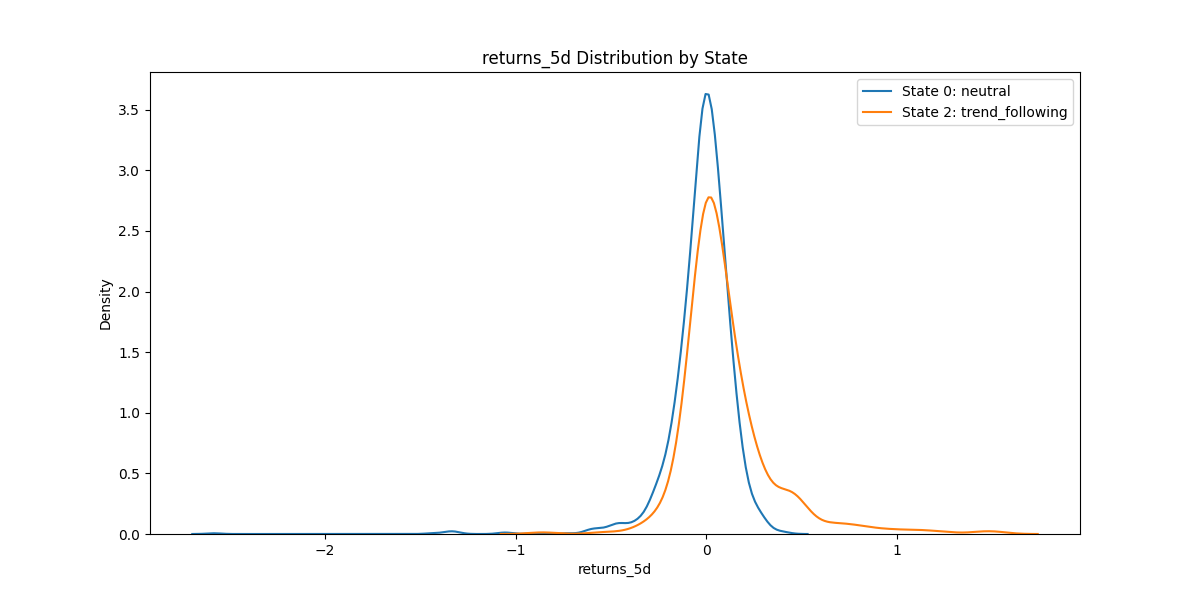 returns_5d Distribution by State
State 0: neutral
State 2: trend_following
Density
3.5
3.0
2.5
2.0
1.5
1.0
0.5
0.0
−2
−1
0
1
returns_5d